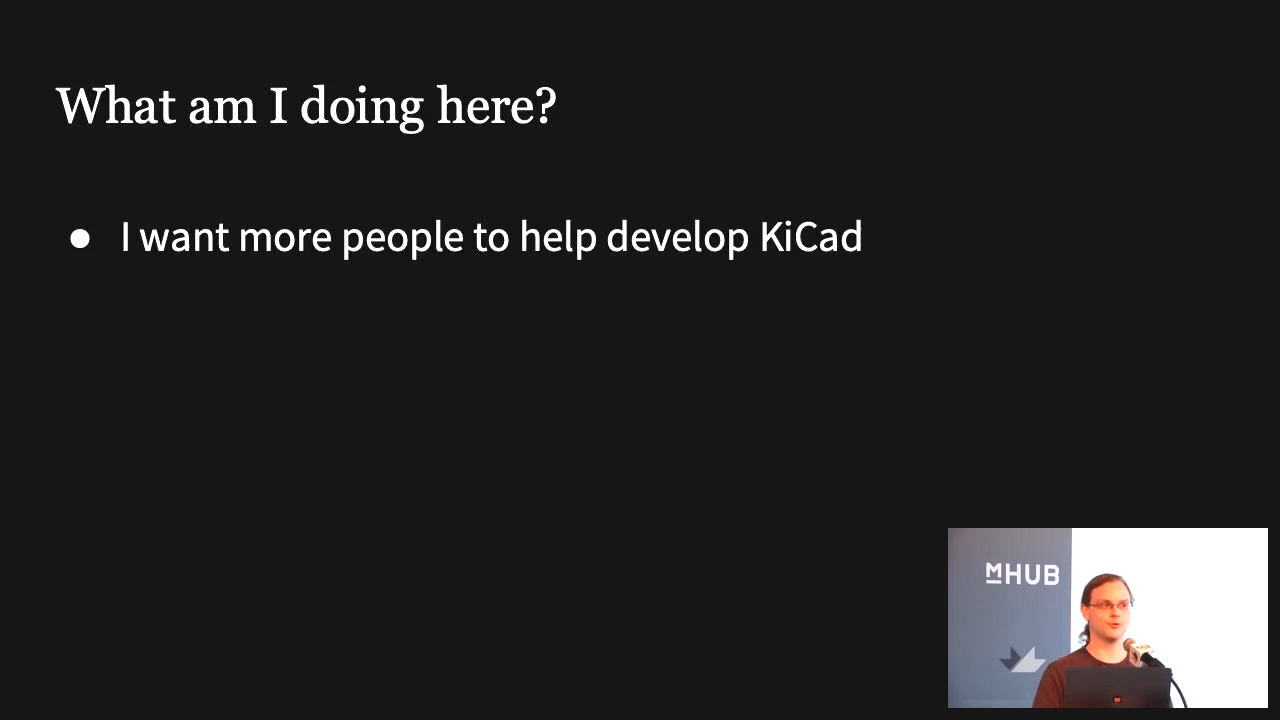 What am I doing here?
● I want more people to help develop KiCad
MHUB